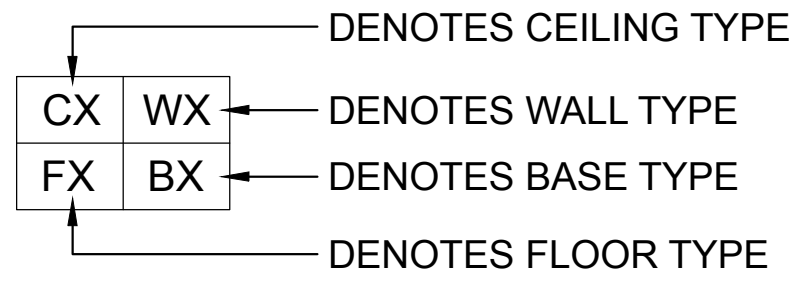 DENOTES CEILING TYPE
CX WX DENOTES WALL TYPE
FX BX DENOTES BASE TYPE
DENOTES FLOOR TYPE